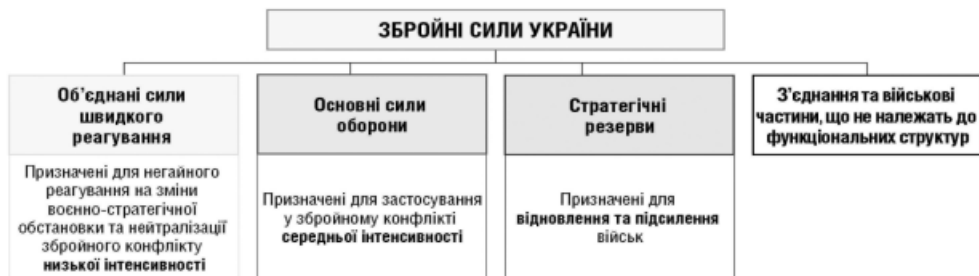 ЗБРОЙНІ СИЛИ УКРАЇНИ
Об’єднані сили
швидкого
реагування
Призначені для негайного
реагування на зміни
воєнно-стратегічної
обстановки та нейтралізації
збройного конфлікту
низької інтенсивності
Основні сили
оборони
Призначені для застосування
у збройному конфлікті
середньої інтенсивності
Стратегічні
резерви
Призначені для
відновлення та підсилення
військ
З’єднання та військові
частини, що не належать до
функціональних структур